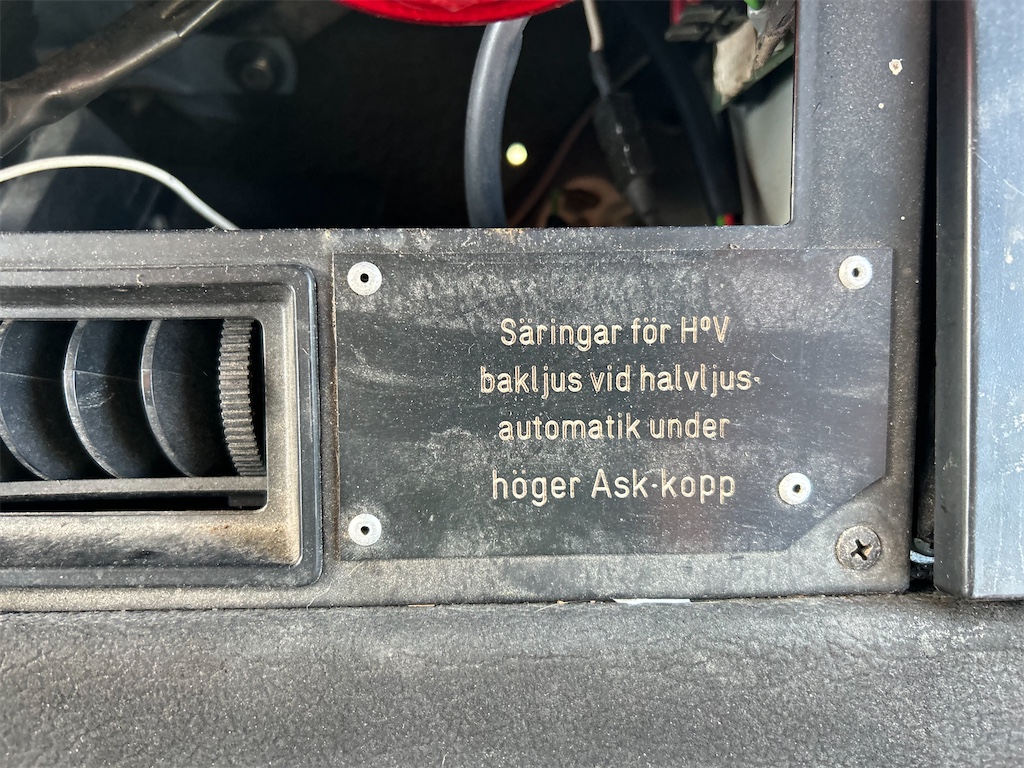 Säringar för HºV
bakljus vid halvljus-
automatik under
höger Ask-kopp